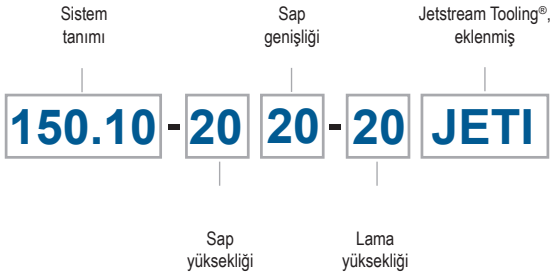 Sistem
tanımı
Sap
genişliği
Jetstream Tooling®,
eklenmiş
150.10-20 20-20 JETI
Sap
yüksekliği
Lama
yüksekliği